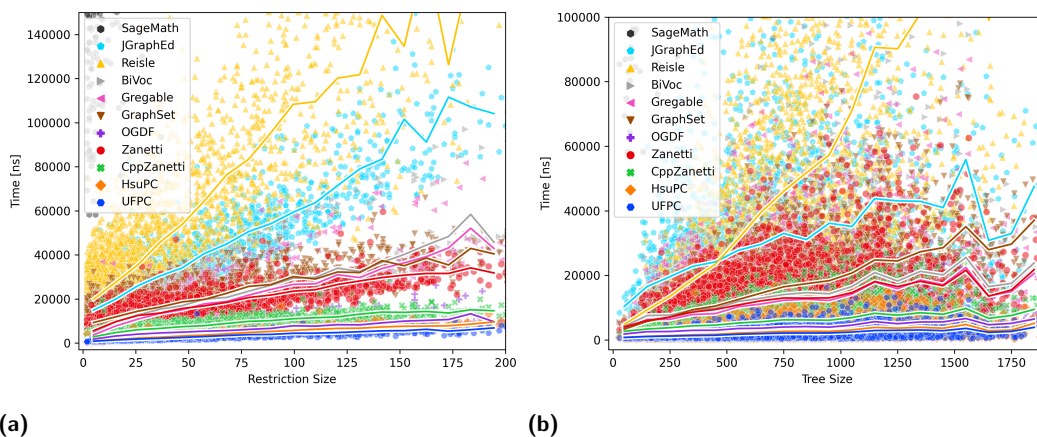 140000
120000
100000
80000
60000
40000
20000
0
Time [ns]
SageMath
JGraphEd
Reisle
BiVoc
Gregable
GraphSet
OGDF
Zanetti
CppZanetti
HsuPC
UFPC
0 25 50 75 100 125 150 175 200
Restriction Size
(a)
100000
80000
60000
40000
20000
0
Time [ns]
SageMath
JGraphEd
Reisle
BiVoc
Gregable
GraphSet
OGDF
Zanetti
CppZanetti
HsuPC
UFPC
0 250 500 750 1000 1250 1500 1750
Tree Size
(b)